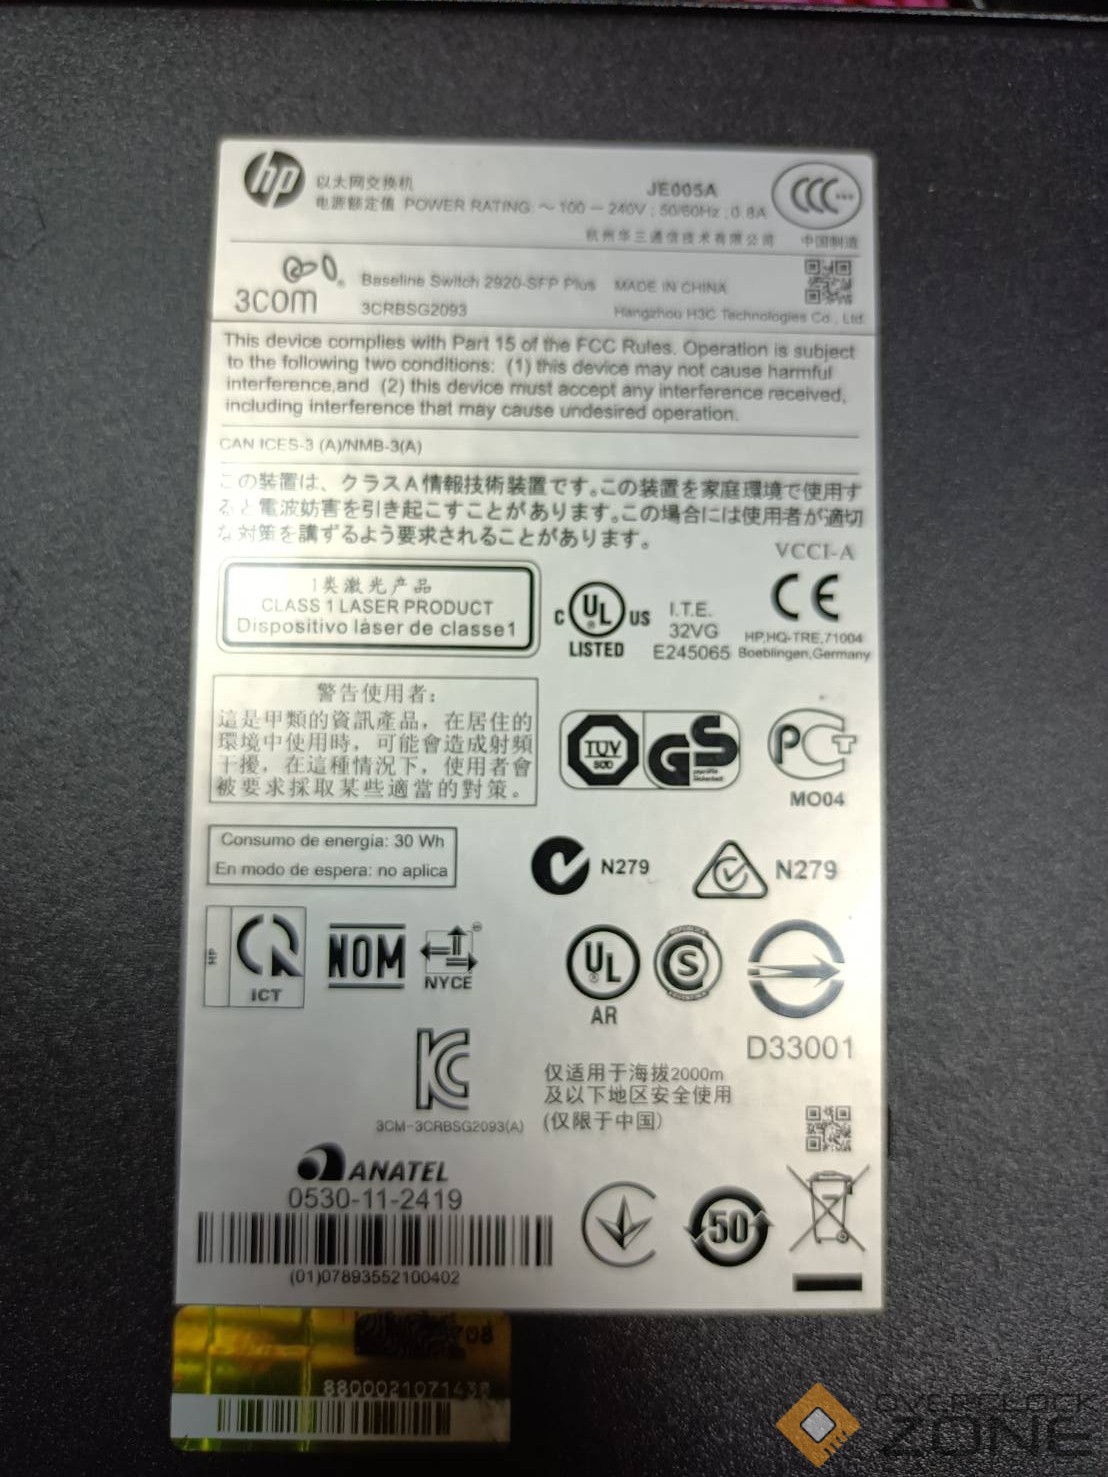 hp
以太网交换机
JE005A
电源额定值 POWER RATING: ～100－240V ; 50/60Hz ; 0.8A
杭州华三通信技术有限公司
中国制造
3com
Baseline Switch 2920-SFP Plus
MADE IN CHINA
3CRBSG2093
Hangzhou H3C Technologies Co., Ltd.
This device complies with Part 15 of the FCC Rules. Operation is subject
to the following two conditions: (1) this device may not cause harmful
interference,and (2) this device must accept any interference received,
including interference that may cause undesired operation.
CAN ICES-3 (A)/NMB-3(A)
この装置は、クラスA情報技術装置です。この装置を家庭環境で使用す
ると電波妨害を引き起こすことがあります。この場合には使用者が適切
な対策を講ずるよう要求されることがあります。
VCCI-A
1类激光产品
CLASS 1 LASER PRODUCT
Dispositivo láser de classe1
C UL US
LISTED
I.T.E.
32VG
E245065
CE
HP,HQ-TRE,71004
Boeblingen,Germany
警告使用者:
這是甲類的資訊產品，在居住的
環境中使用時，可能會造成射頻
干擾，在這種情況下，使用者會
被要求採取某些適當的對策。
TUV
SUD
GS
MO04
Consumo de energía: 30 Wh
En modo de espera: no aplica
N279
N279
HP
iCT
NOM
NYCE
UL
AR
S
D33001
3CM-3CRBSG2093(A)
仅适用于海拔2000m
及以下地区安全使用
(仅限于中国)
ANATEL
0530-11-2419
(01)07893552100402
50
OVERCLOCK
ZONE